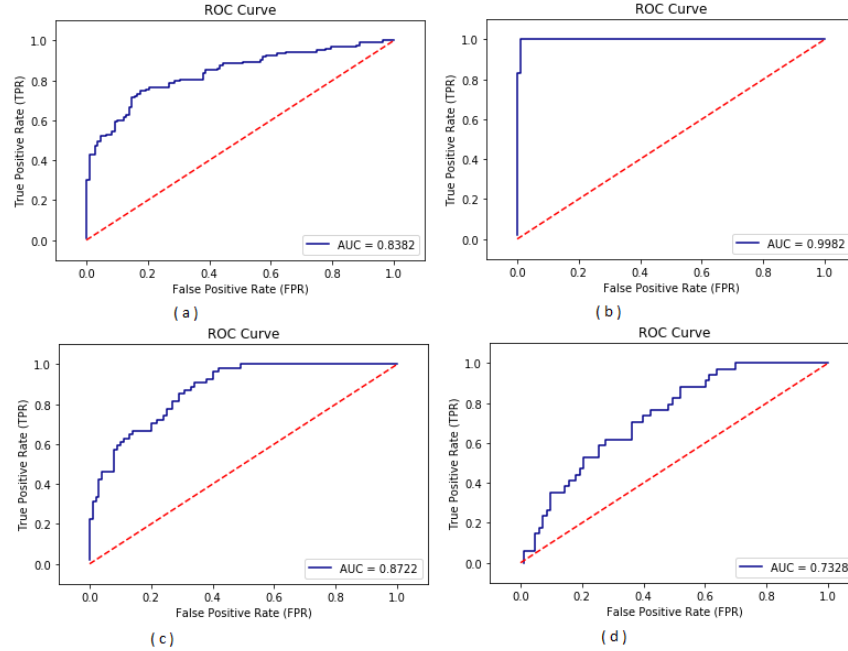 ROC Curve
1.0
0.8
0.6
0.4
0.2
0.0
True Positive Rate (TPR)
AUC = 0.8382
0.0 0.2 0.4 0.6 0.8 1.0
False Positive Rate (FPR)
( a )
ROC Curve
1.0
0.8
0.6
0.4
0.2
0.0
True Positive Rate (TPR)
AUC = 0.9982
0.0 0.2 0.4 0.6 0.8 1.0
False Positive Rate (FPR)
( b )
ROC Curve
1.0
0.8
0.6
0.4
0.2
0.0
True Positive Rate (TPR)
AUC = 0.8722
0.0 0.2 0.4 0.6 0.8 1.0
False Positive Rate (FPR)
( c )
ROC Curve
1.0
0.8
0.6
0.4
0.2
0.0
True Positive Rate (TPR)
AUC = 0.7328
0.0 0.2 0.4 0.6 0.8 1.0
False Positive Rate (FPR)
( d )